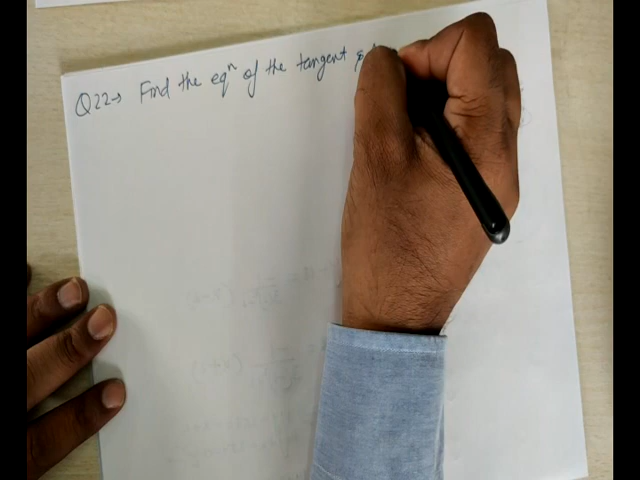 Q22→ Find the eqⁿ of the tangent